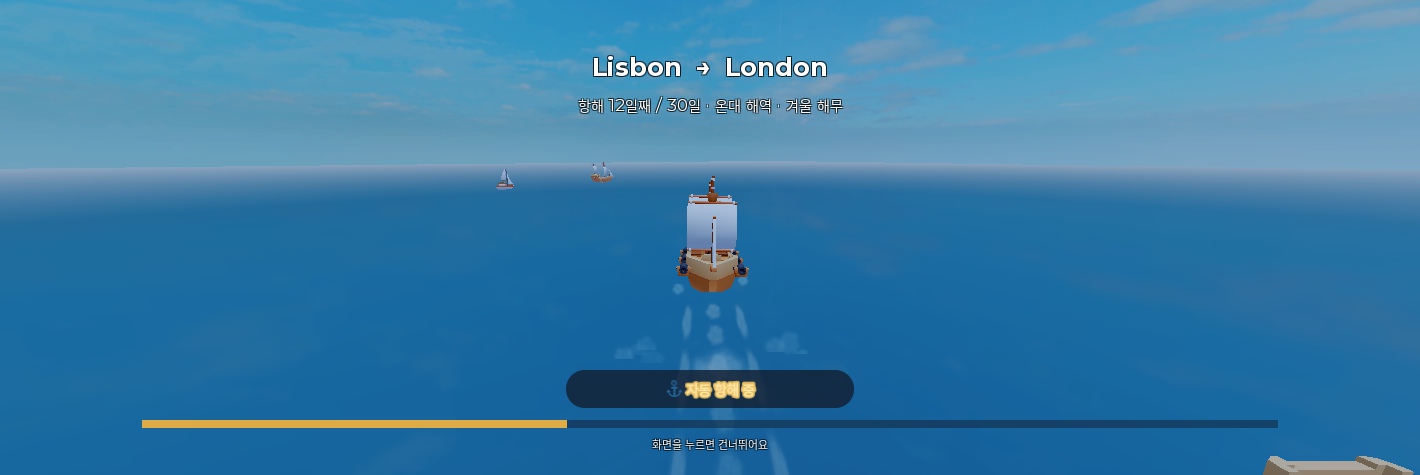 Lisbon → London
항해 12일째 / 30일 · 온대 해역 · 겨울 해무
⚓ 자동 항해 중
화면을 누르면 건너뛰어요